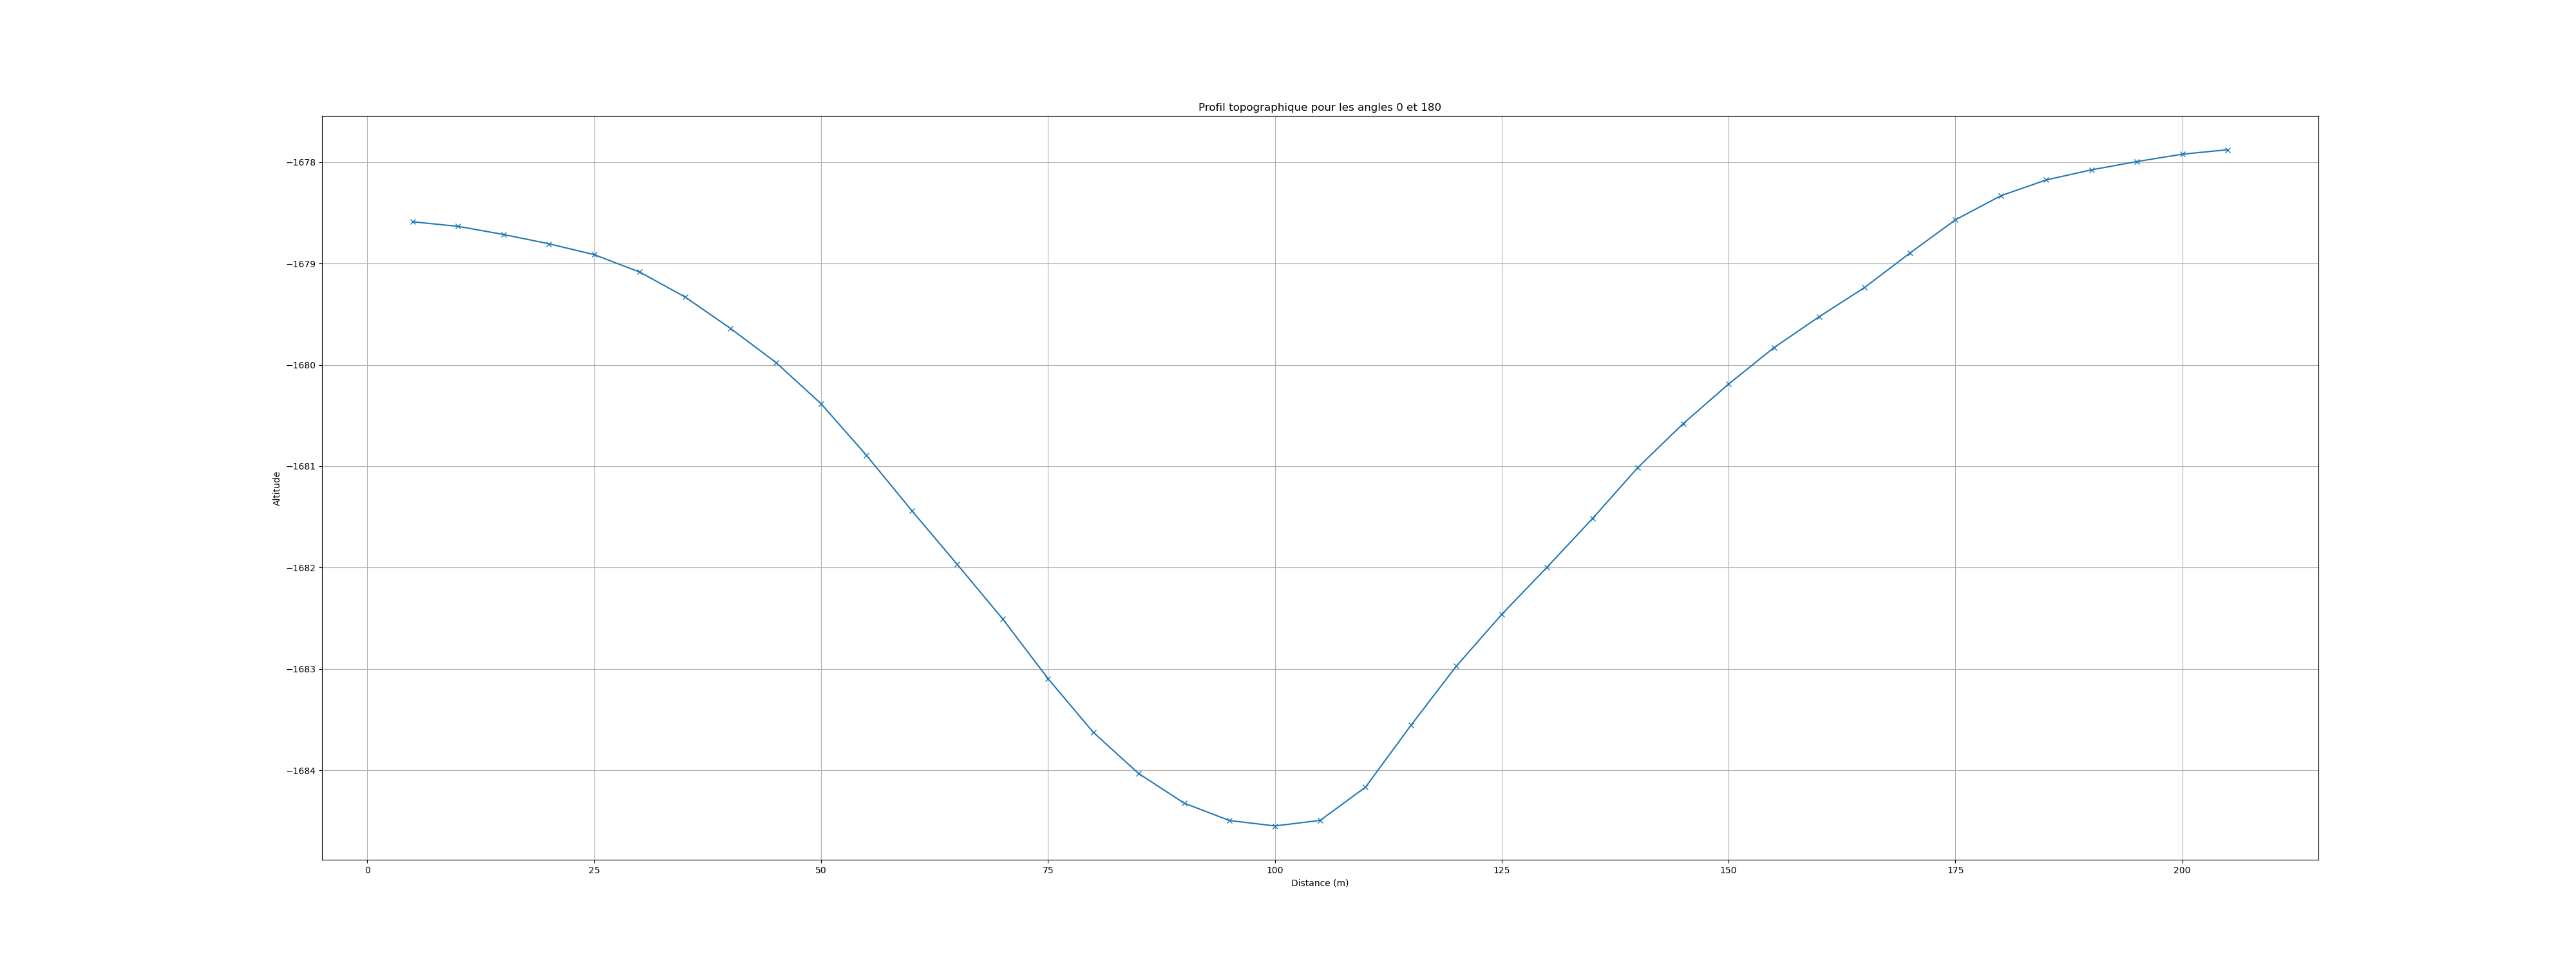 Profil topographique pour les angles 0 et 180
−1678
−1679
−1680
−1681
−1682
−1683
−1684
Altitude
0 25 50 75 100 125 150 175 200
Distance (m)